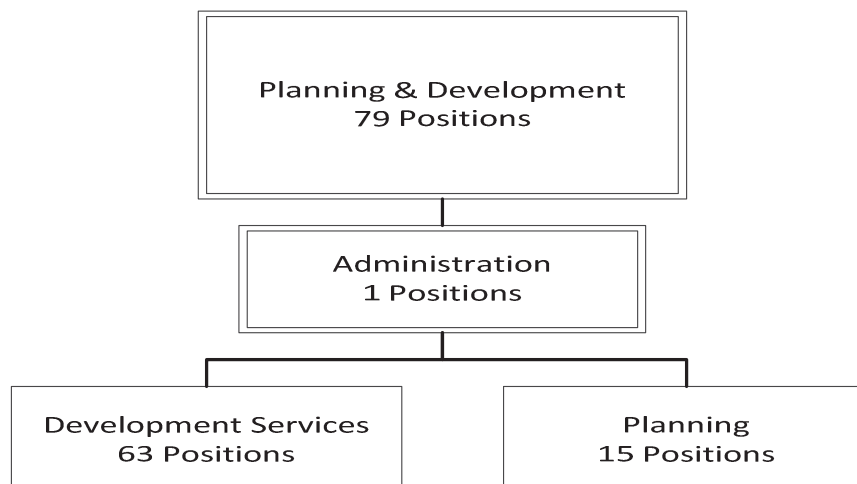 Planning & Development
79 Positions
Administration
1 Positions
Development Services
63 Positions
Planning
15 Positions